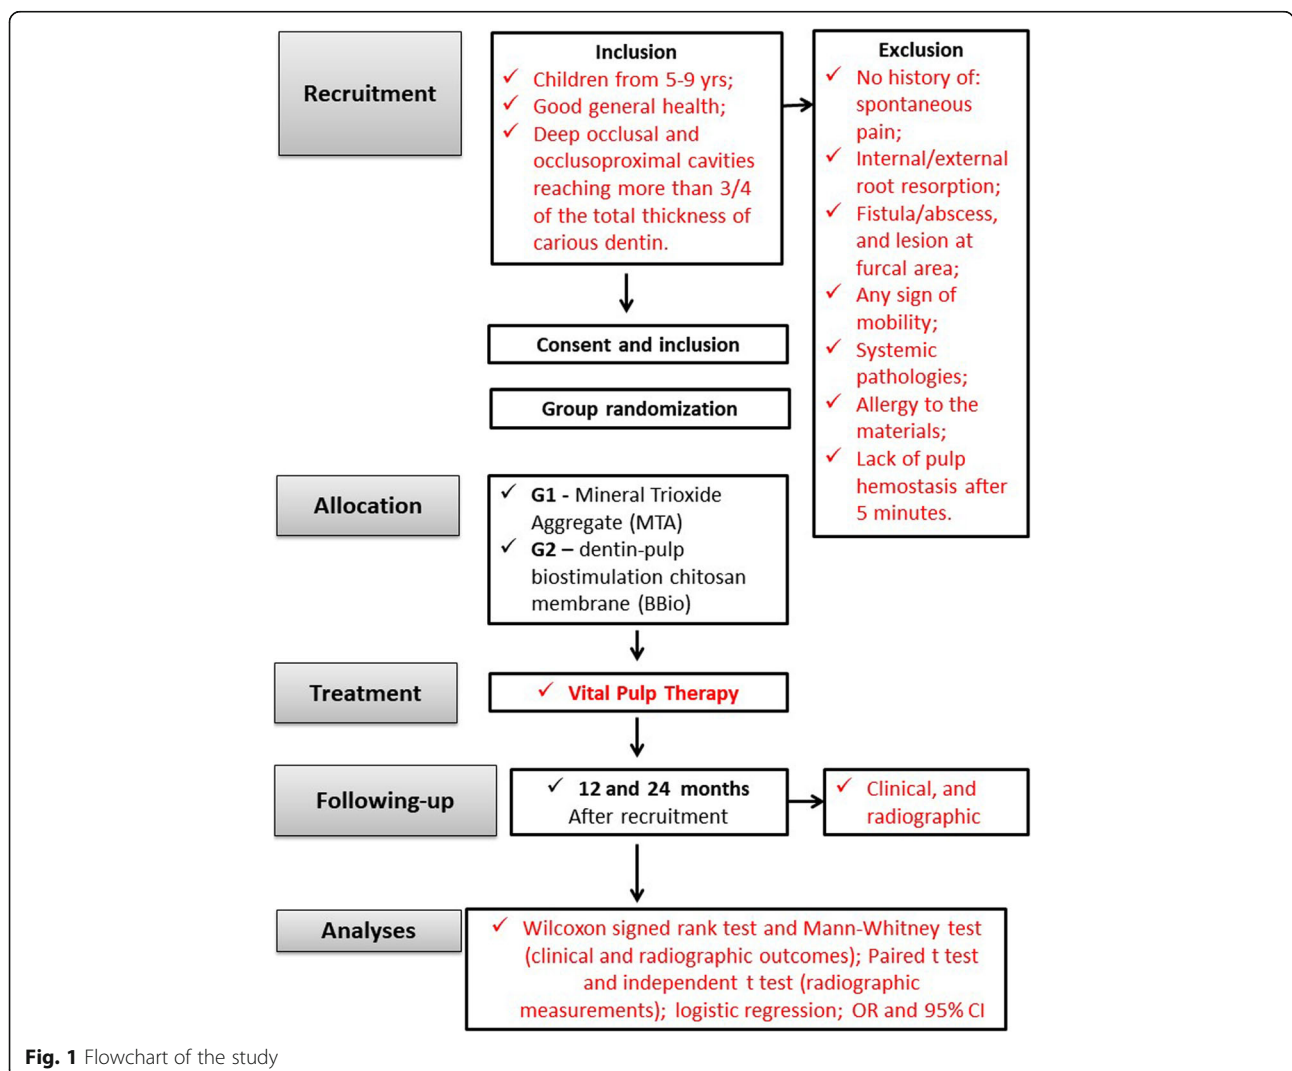 Recruitment
Inclusion
✓ Children from 5-9 yrs;
✓ Good general health;
✓ Deep occlusal and
occlusoproximal cavities
reaching more than 3/4
of the total thickness of
carious dentin.
Exclusion
✓ No history of:
spontaneous
pain;
✓ Internal/external
root resorption;
✓ Fistula/abscess,
and lesion at
furcal area;
✓ Any sign of
mobility;
✓ Systemic
pathologies;
✓ Allergy to the
materials;
✓ Lack of pulp
hemostasis after
5 minutes.
Consent and inclusion
Group randomization
Allocation
✓ G1 - Mineral Trioxide
Aggregate (MTA)
✓ G2 – dentin-pulp
biostimulation chitosan
membrane (BBio)
Treatment
✓ Vital Pulp Therapy
Following-up
✓ 12 and 24 months
After recruitment
✓ Clinical, and
radiographic
Analyses
✓ Wilcoxon signed rank test and Mann-Whitney test
(clinical and radiographic outcomes); Paired t test
and independent t test (radiographic
measurements); logistic regression; OR and 95% CI
Fig. 1 Flowchart of the study